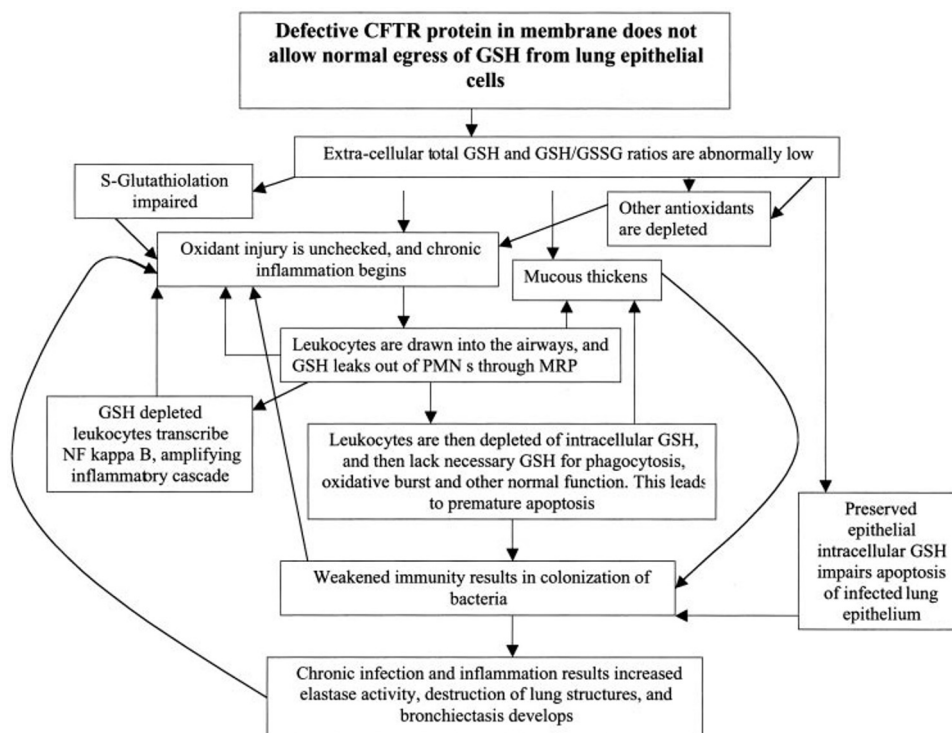 Defective CFTR protein in membrane does not
allow normal egress of GSH from lung epithelial
cells
Extra-cellular total GSH and GSH/GSSG ratios are abnormally low
S-Glutathiolation
impaired
Other antioxidants
are depleted
Oxidant injury is unchecked, and chronic
inflammation begins
Mucous thickens
Leukocytes are drawn into the airways, and
GSH leaks out of PMN s through MRP
GSH depleted
leukocytes transcribe
NF kappa B, amplifying
inflammatory cascade
Leukocytes are then depleted of intracellular GSH,
and then lack necessary GSH for phagocytosis,
oxidative burst and other normal function. This leads
to premature apoptosis
Preserved
epithelial
intracellular GSH
impairs apoptosis
of infected lung
epithelium
Weakened immunity results in colonization of
bacteria
Chronic infection and inflammation results increased
elastase activity, destruction of lung structures, and
bronchiectasis develops